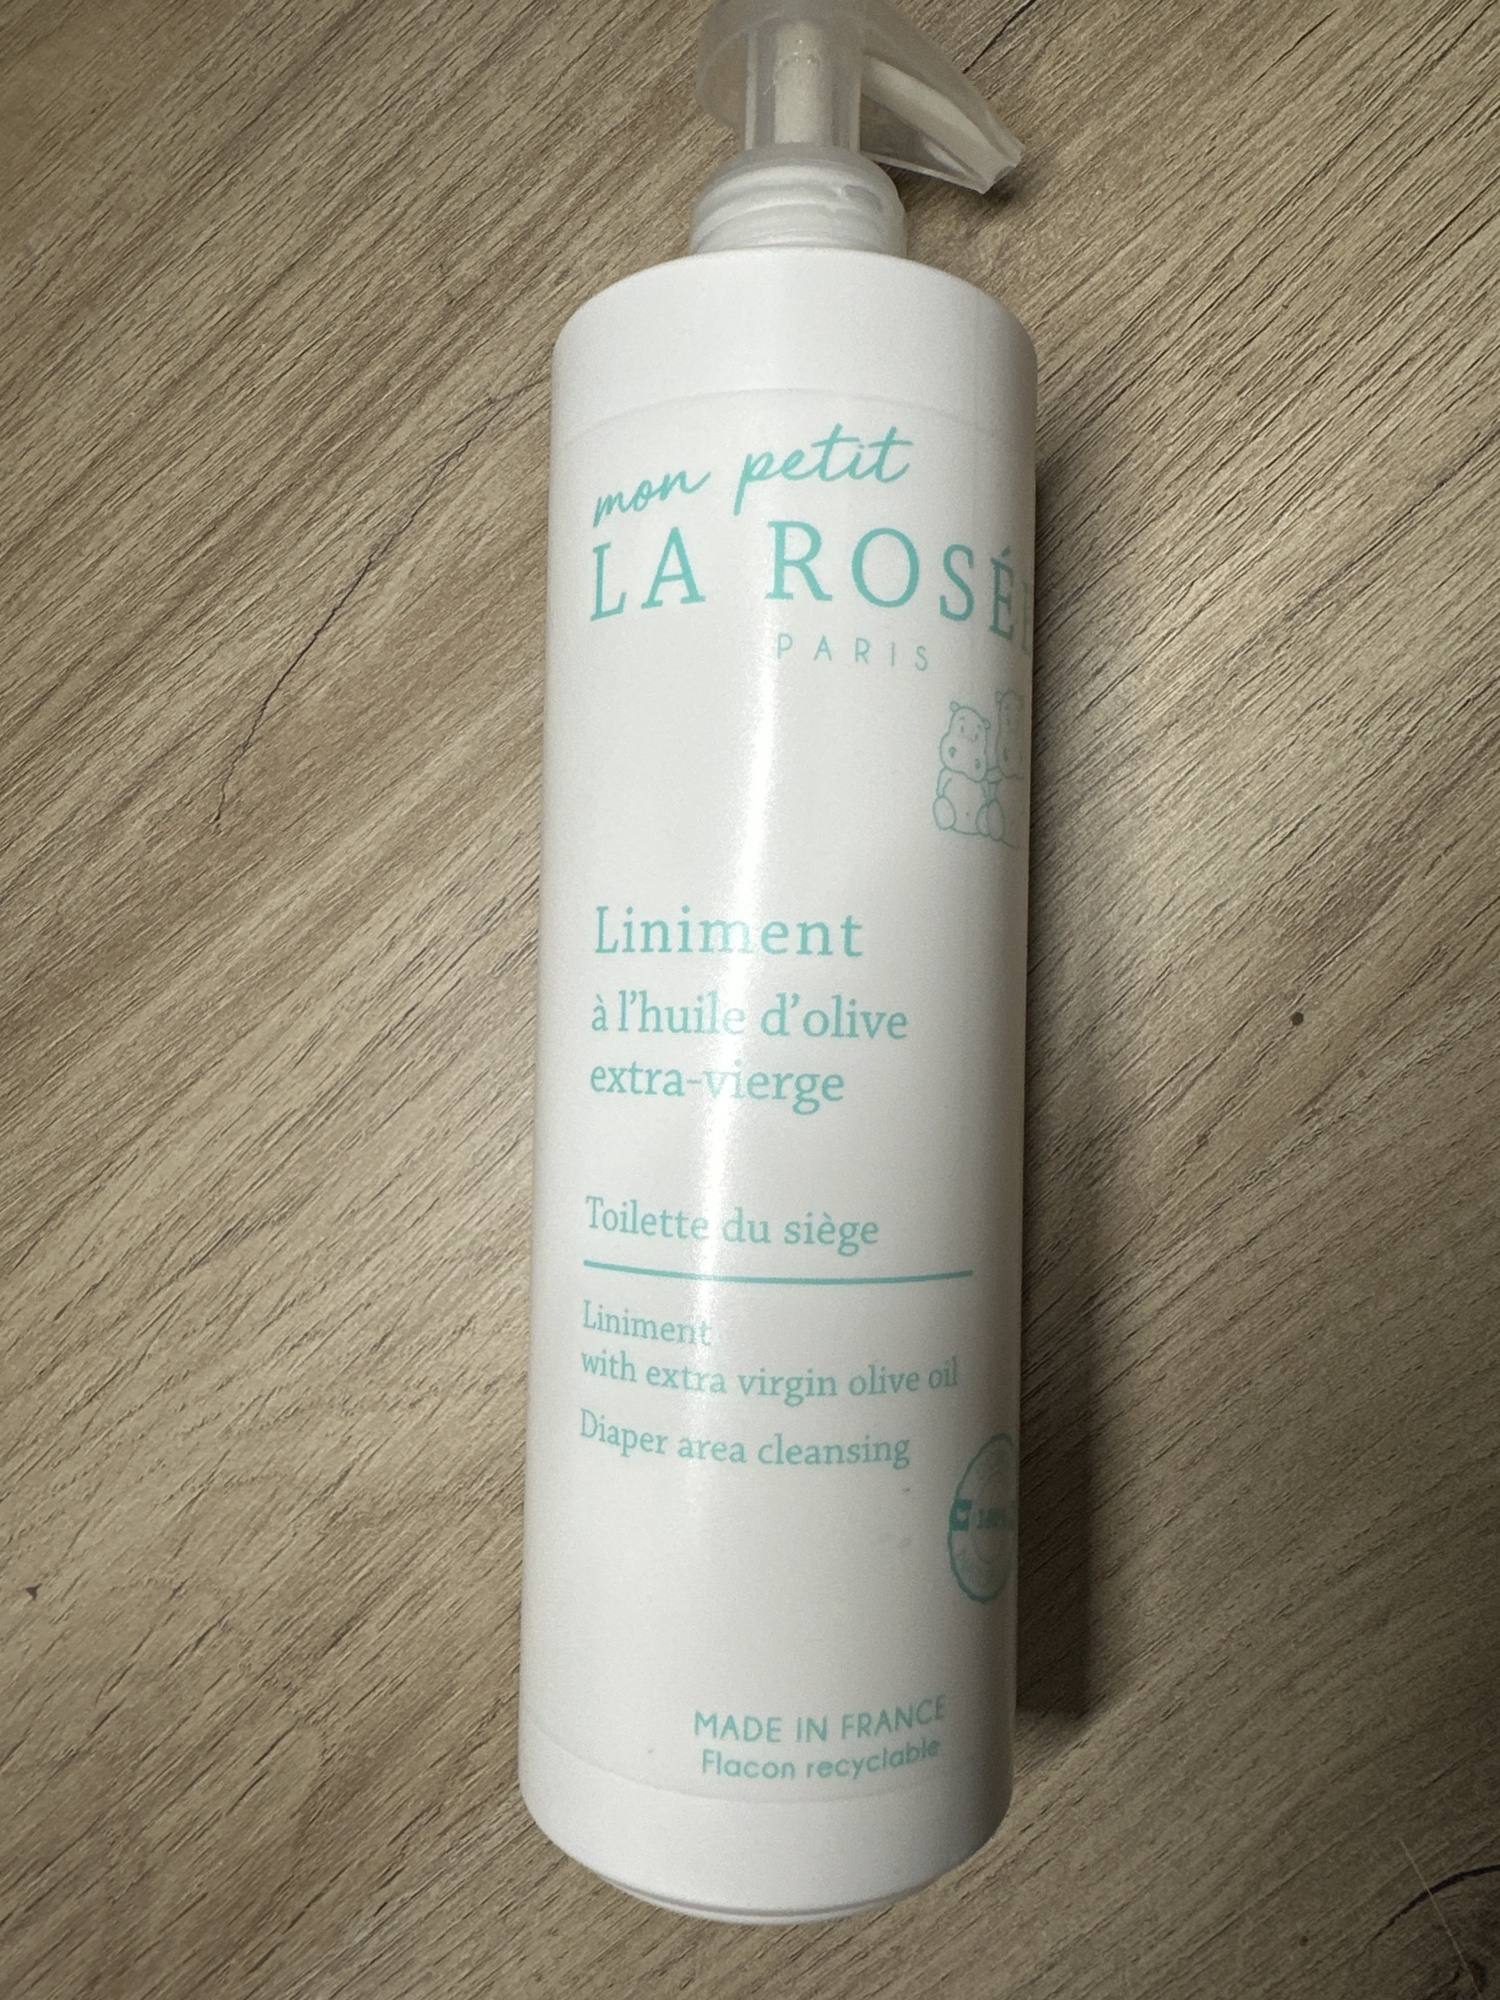 mon petit
LA ROSÉE
PARIS
Liniment
à l'huile d'olive
extra-vierge
Toilette du siège
Liniment
with extra virgin olive oil
Diaper area cleansing
MADE IN FRANCE
Flacon recyclable